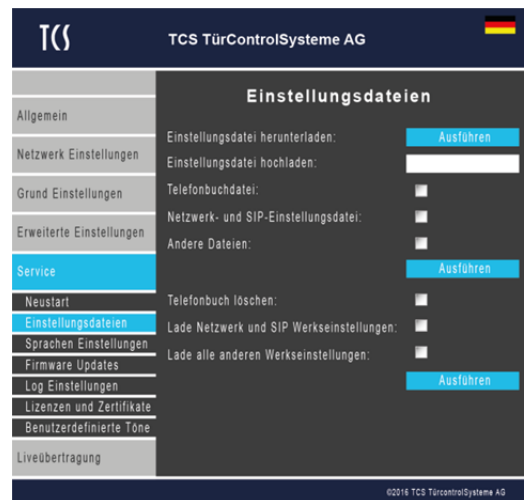 TCS
TCS TürControlSysteme AG
Allgemein
Netzwerk Einstellungen
Grund Einstellungen
Erweiterte Einstellungen
Service
Neustart
Einstellungsdateien
Sprachen Einstellungen
Firmware Updates
Log Einstellungen
Lizenzen und Zertifikate
Benutzerdefinierte Töne
Liveübertragung
Einstellungsdateien
Einstellungsdatei herunterladen: Ausführen
Einstellungsdatei hochladen:
Telefonbuchdatei:
Netzwerk- und SIP-Einstellungsdatei:
Andere Dateien:
Ausführen
Telefonbuch löschen:
Lade Netzwerk und SIP Werkseinstellungen:
Lade alle anderen Werkseinstellungen:
Ausführen
©2016 TCS TürcontrolSysteme AG